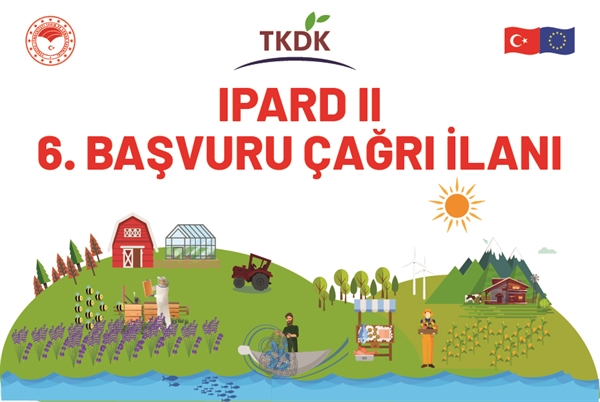 TKDK
IPARD II
6. BAŞVURU ÇAĞRI İLANI